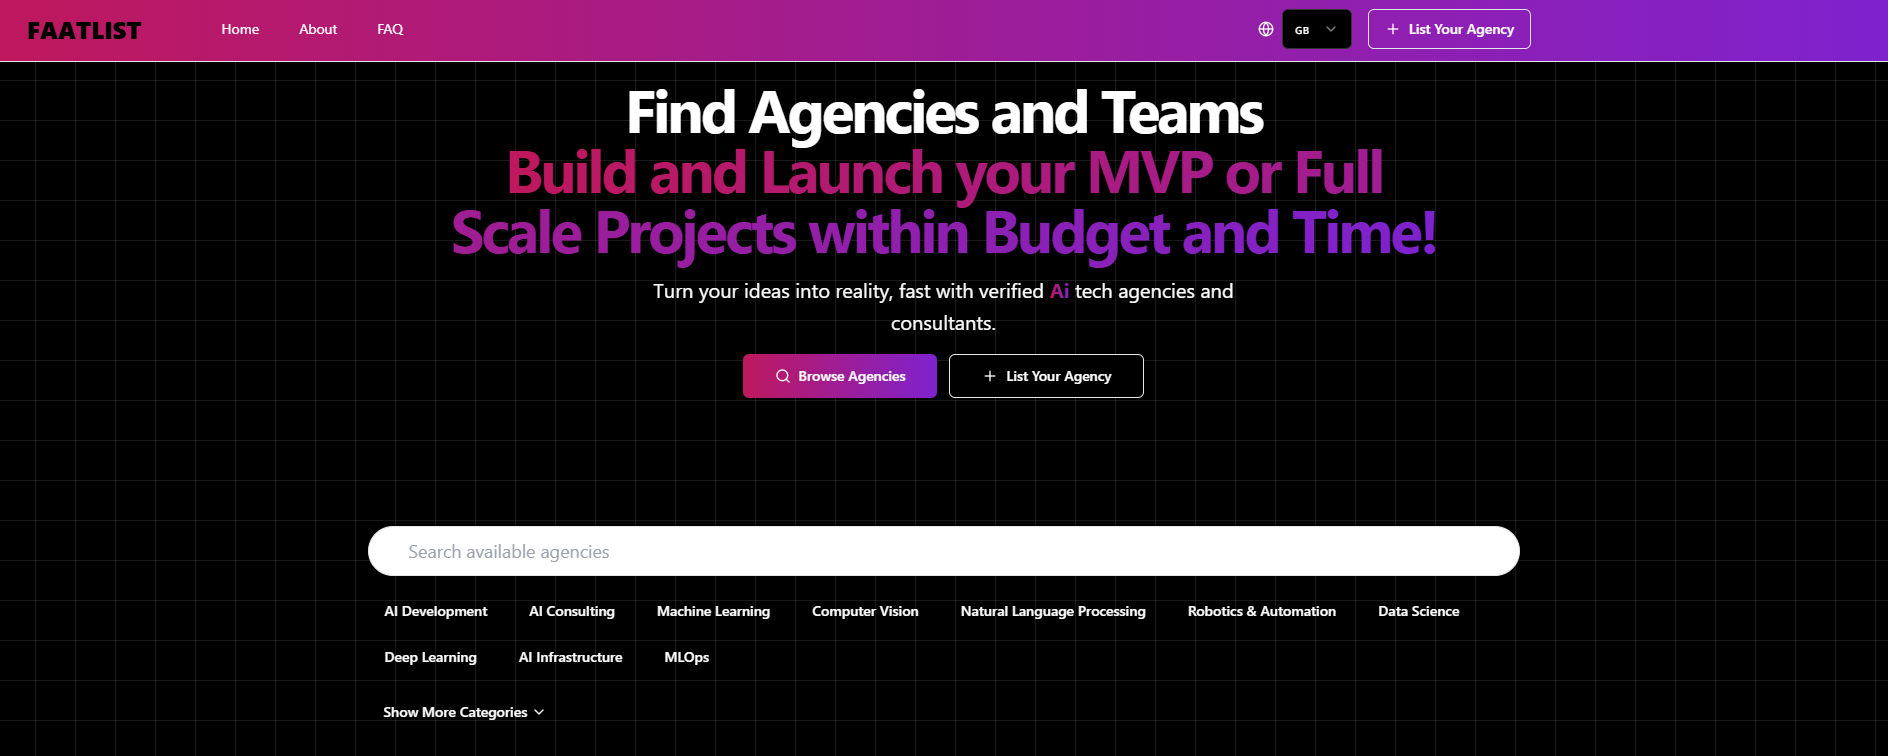 FAATLIST
Home About FAQ
GB
List Your Agency
Find Agencies and Teams
Build and Launch your MVP or Full
Scale Projects within Budget and Time!
Turn your ideas into reality, fast with verified Ai tech agencies and
consultants.
Browse Agencies
List Your Agency
Search available agencies
AI Development AI Consulting Machine Learning Computer Vision Natural Language Processing Robotics & Automation Data Science
Deep Learning AI Infrastructure MLOps
Show More Categories